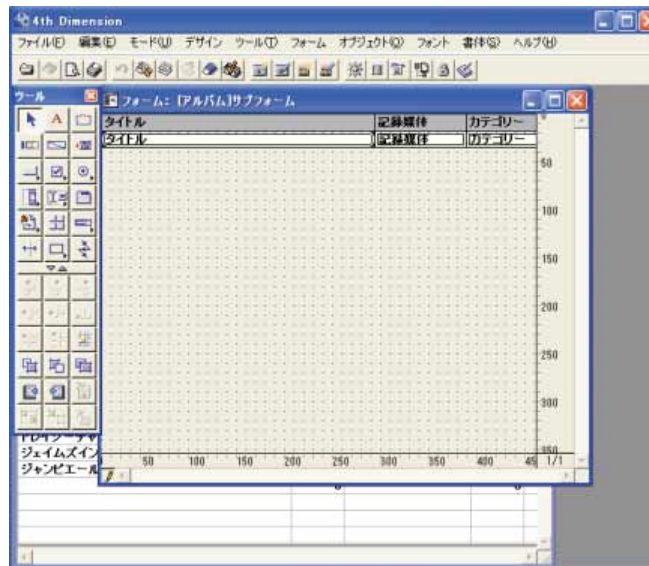 4th Dimension
ファイル(F) 編集(E) モード(U) デザイン ツール(T) フォーム オブジェクト(O) フォント 書体(S) ヘルプ(H)
ツール
フォーム: [アルバム]サブフォーム
タイトル 記録媒体 カテゴリー
タイトル 記録媒体 カテゴリー
50
100
150
200
250
300
350
50 100 150 200 250 300 350 400 45 1/1
ジェイムズイン
ジャンピエール
0 0